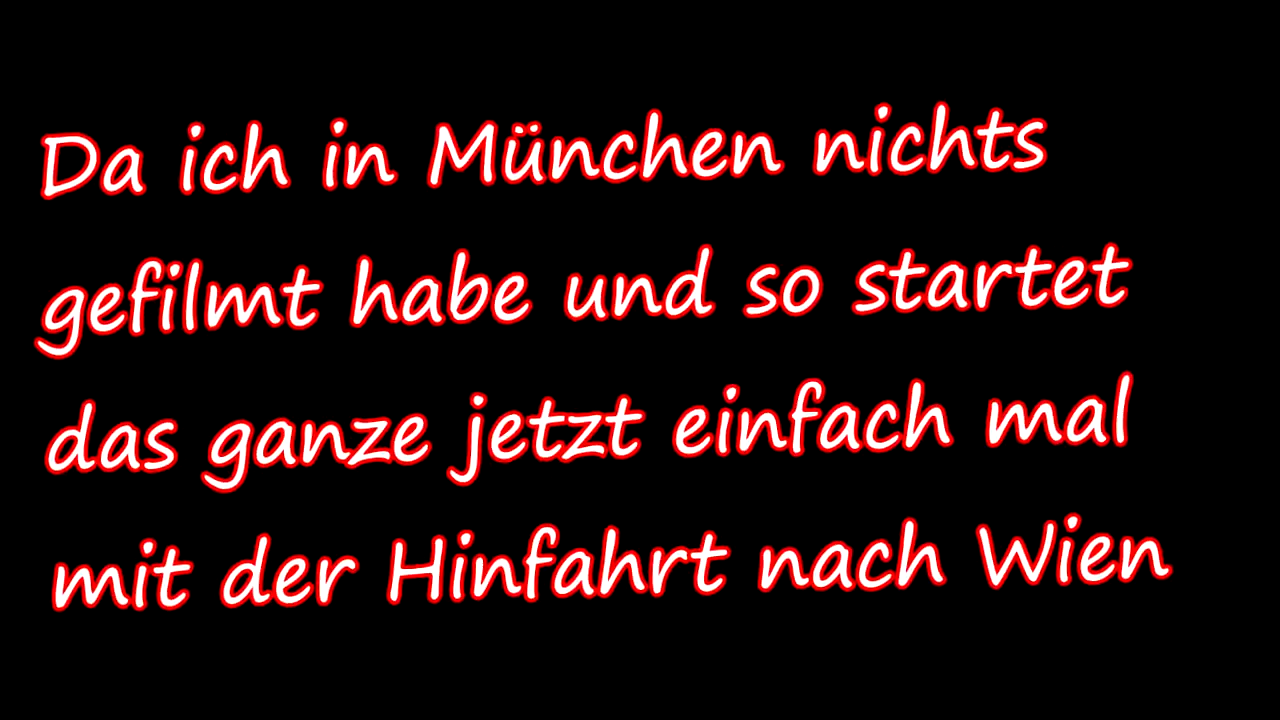 Da ich in München nichts
gefilmt habe und so startet
das ganze jetzt einfach mal
mit der Hinfahrt nach Wien